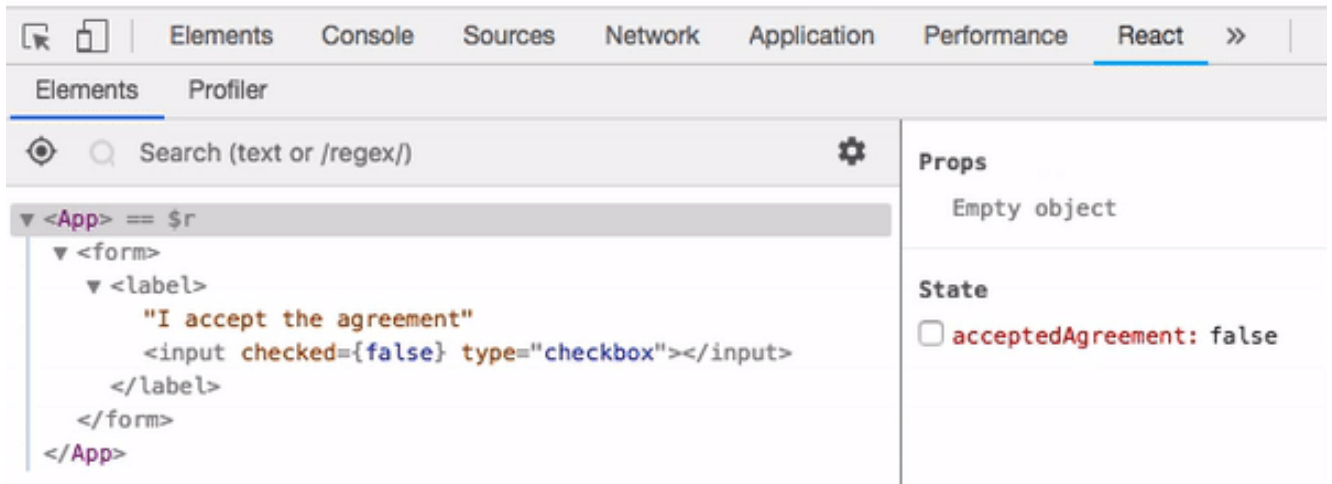 Elements Console Sources Network Application Performance React »
Elements Profiler
Search (text or /regex/)
<App> == $r
<form>
<label>
"I accept the agreement"
<input checked={false} type="checkbox"></input>
</label>
</form>
</App>
Props
Empty object
State
acceptedAgreement: false